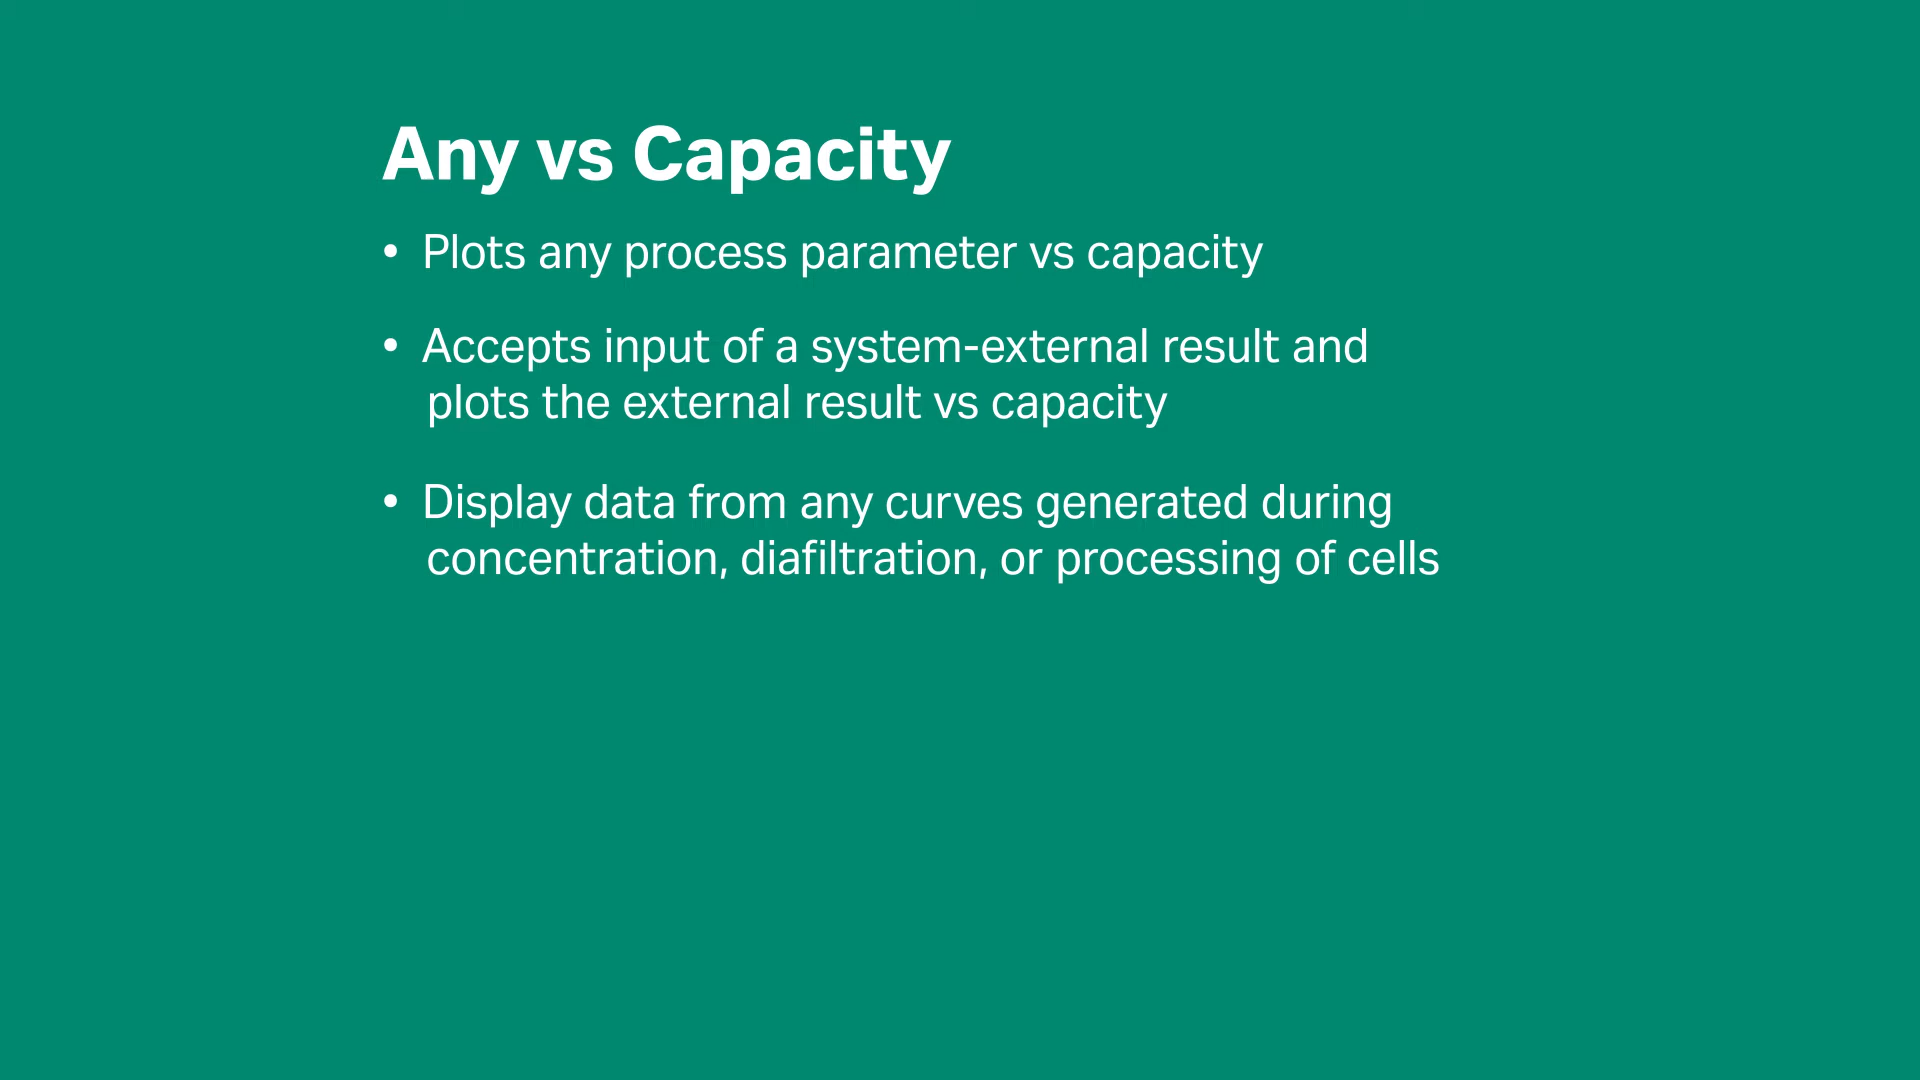 Any vs Capacity
• Plots any process parameter vs capacity
• Accepts input of a system-external result and
plots the external result vs capacity
• Display data from any curves generated during
concentration, diafiltration, or processing of cells